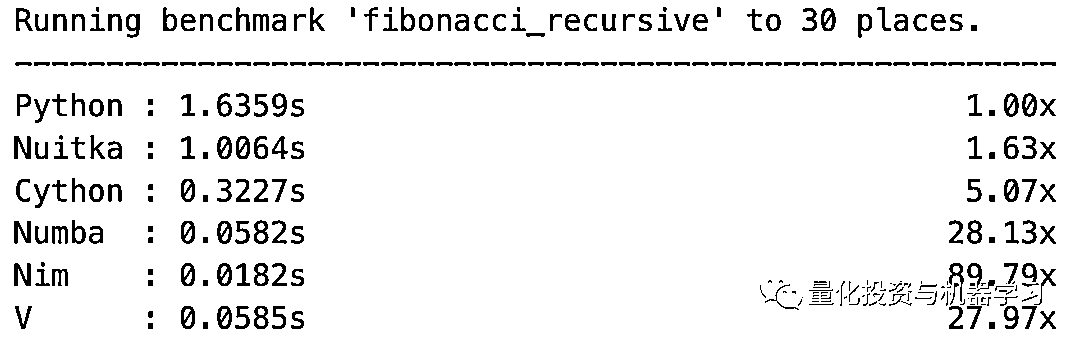 Running benchmark 'fibonacci_recursive' to 30 places.
---------------------------------------------------------
Python : 1.6359s 1.00x
Nuitka : 1.0064s 1.63x
Cython : 0.3227s 5.07x
Numba : 0.0582s 28.13x
Nim : 0.0182s 89.79x
量化投资与机器学习
V : 0.0585s 27.97x